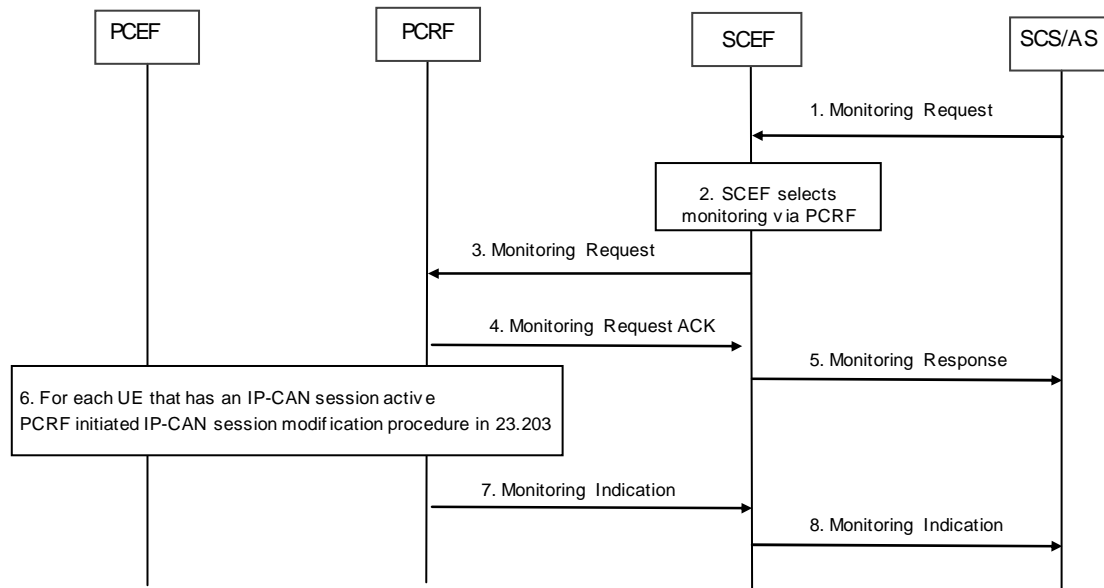 PCEF
PCRF
SCEF
SCS/AS
1. Monitoring Request
2. SCEF selects
monitoring via PCRF
3. Monitoring Request
4. Monitoring Request ACK
5. Monitoring Response
6. For each UE that has an IP-CAN session active
PCRF initiated IP-CAN session modification procedure in 23.203
7. Monitoring Indication
8. Monitoring Indication